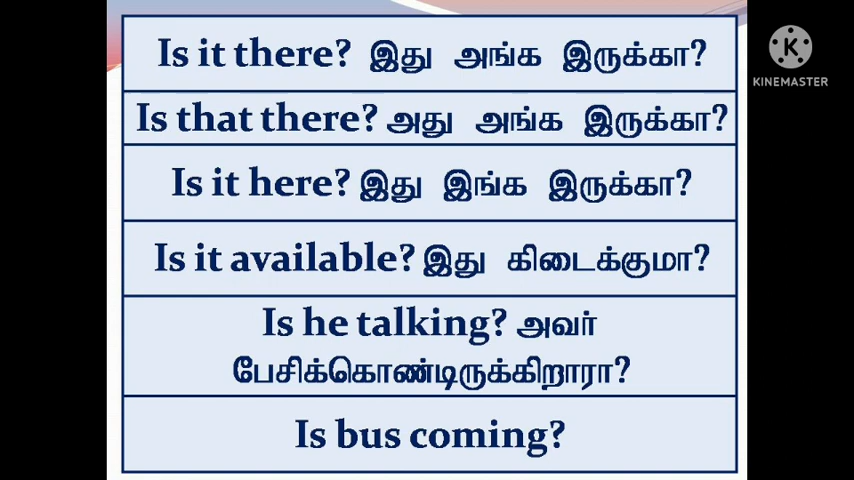 Is it there? இது அங்க இருக்கா?
Is that there? அது அங்க இருக்கா?
Is it here? இது இங்க இருக்கா?
Is it available? இது கிடைக்குமா?
Is he talking? அவர்
பேசிக்கொண்டிருக்கிறாரா?
Is bus coming?
K
KINEMASTER